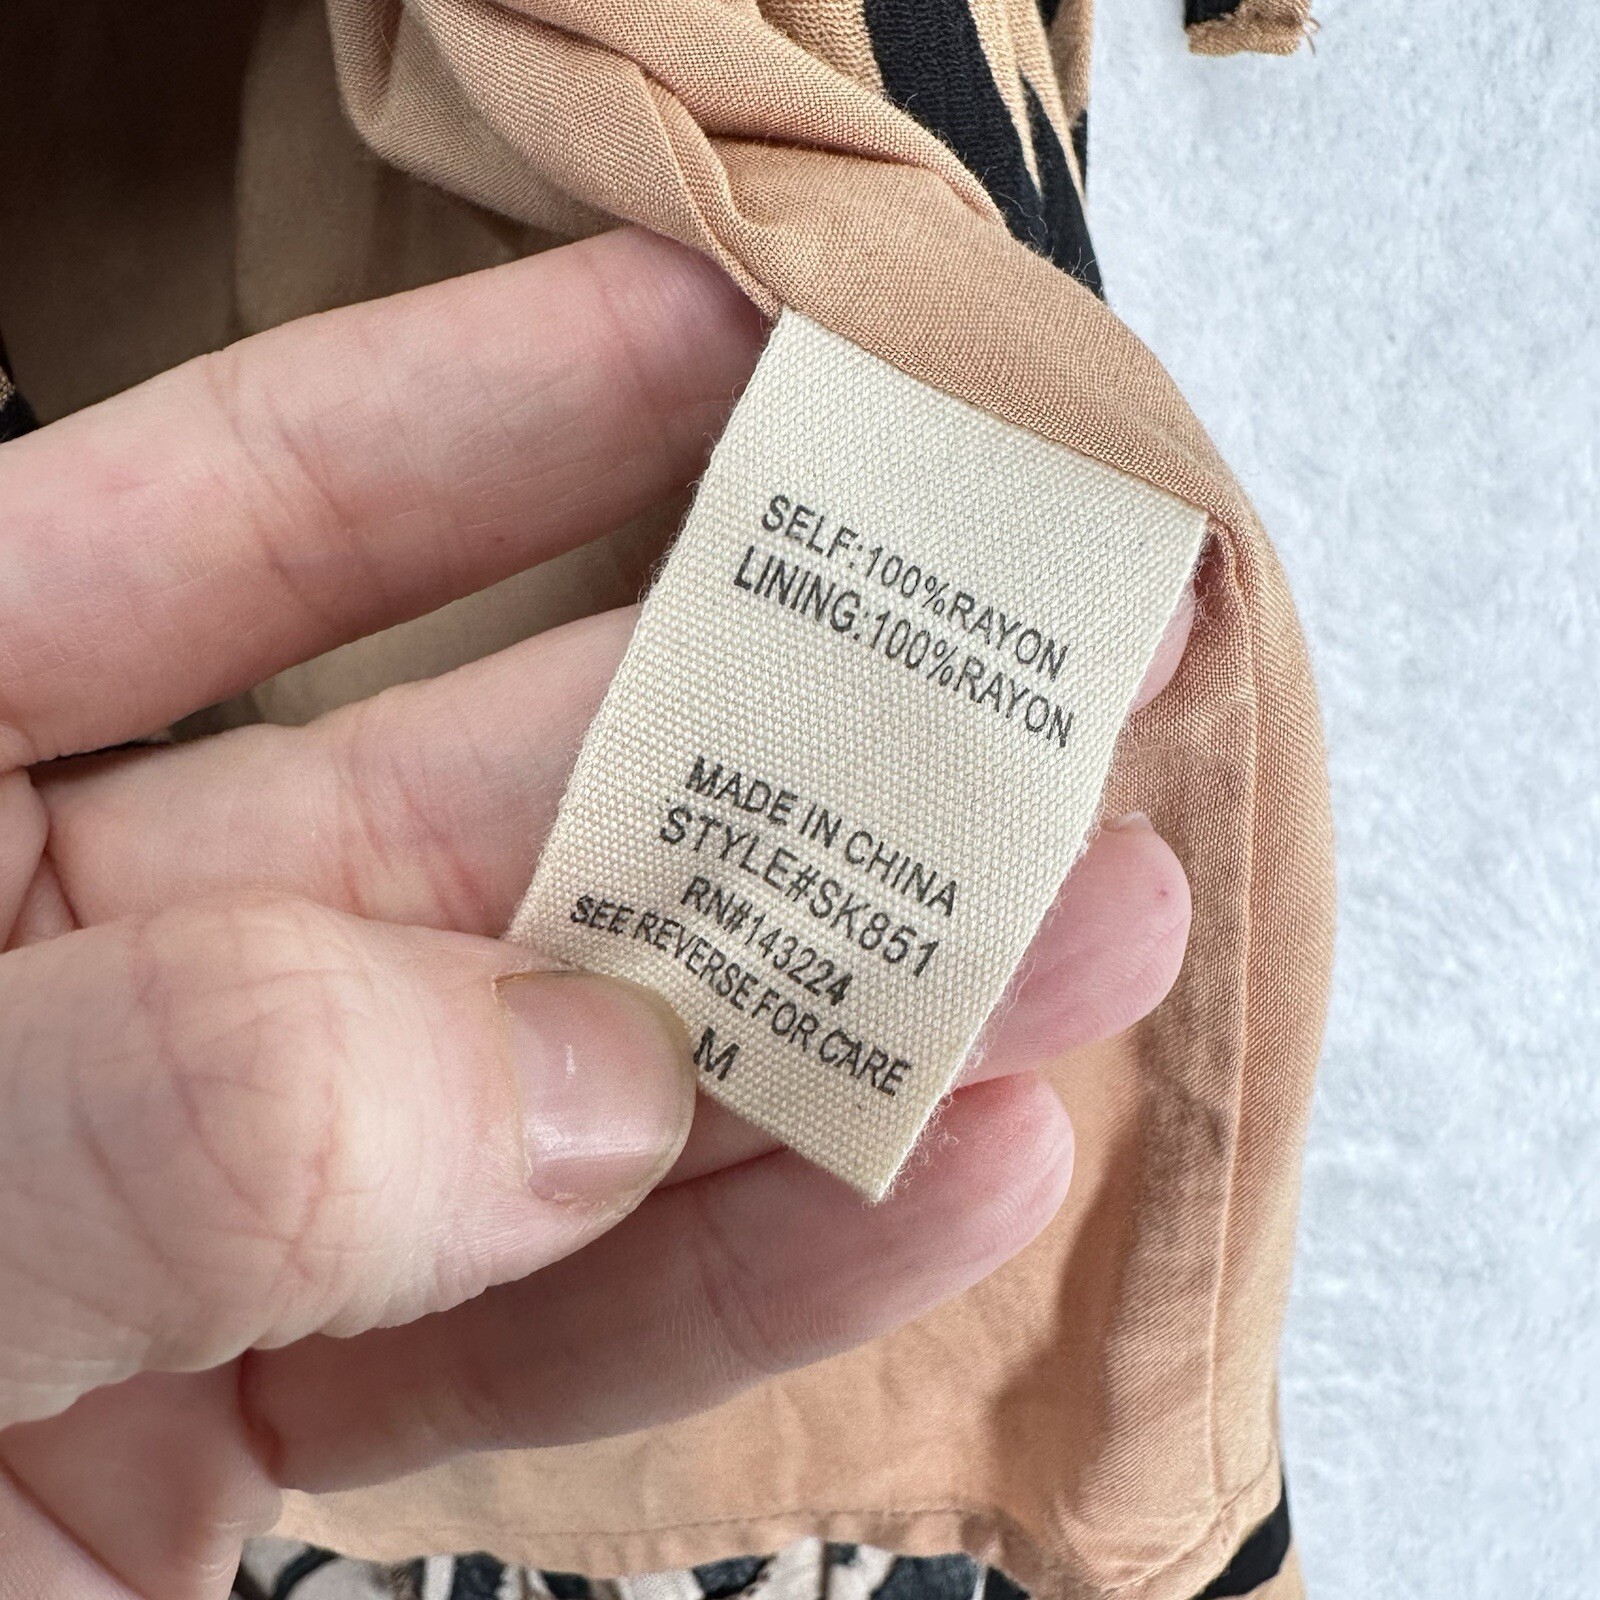 SELF:100%RAYON
LINING:100%RAYON
MADE IN CHINA
STYLE#SK851
RN#143224
SEE REVERSE FOR CARE
M